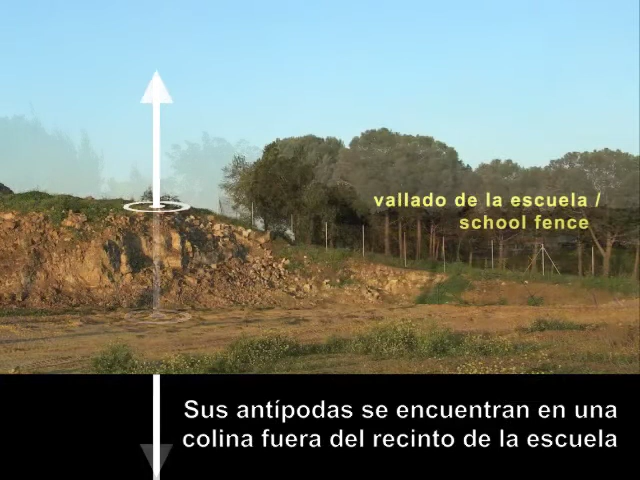 vallado de la escuela /
school fence
Sus antípodas se encuentran en una
colina fuera del recinto de la escuela